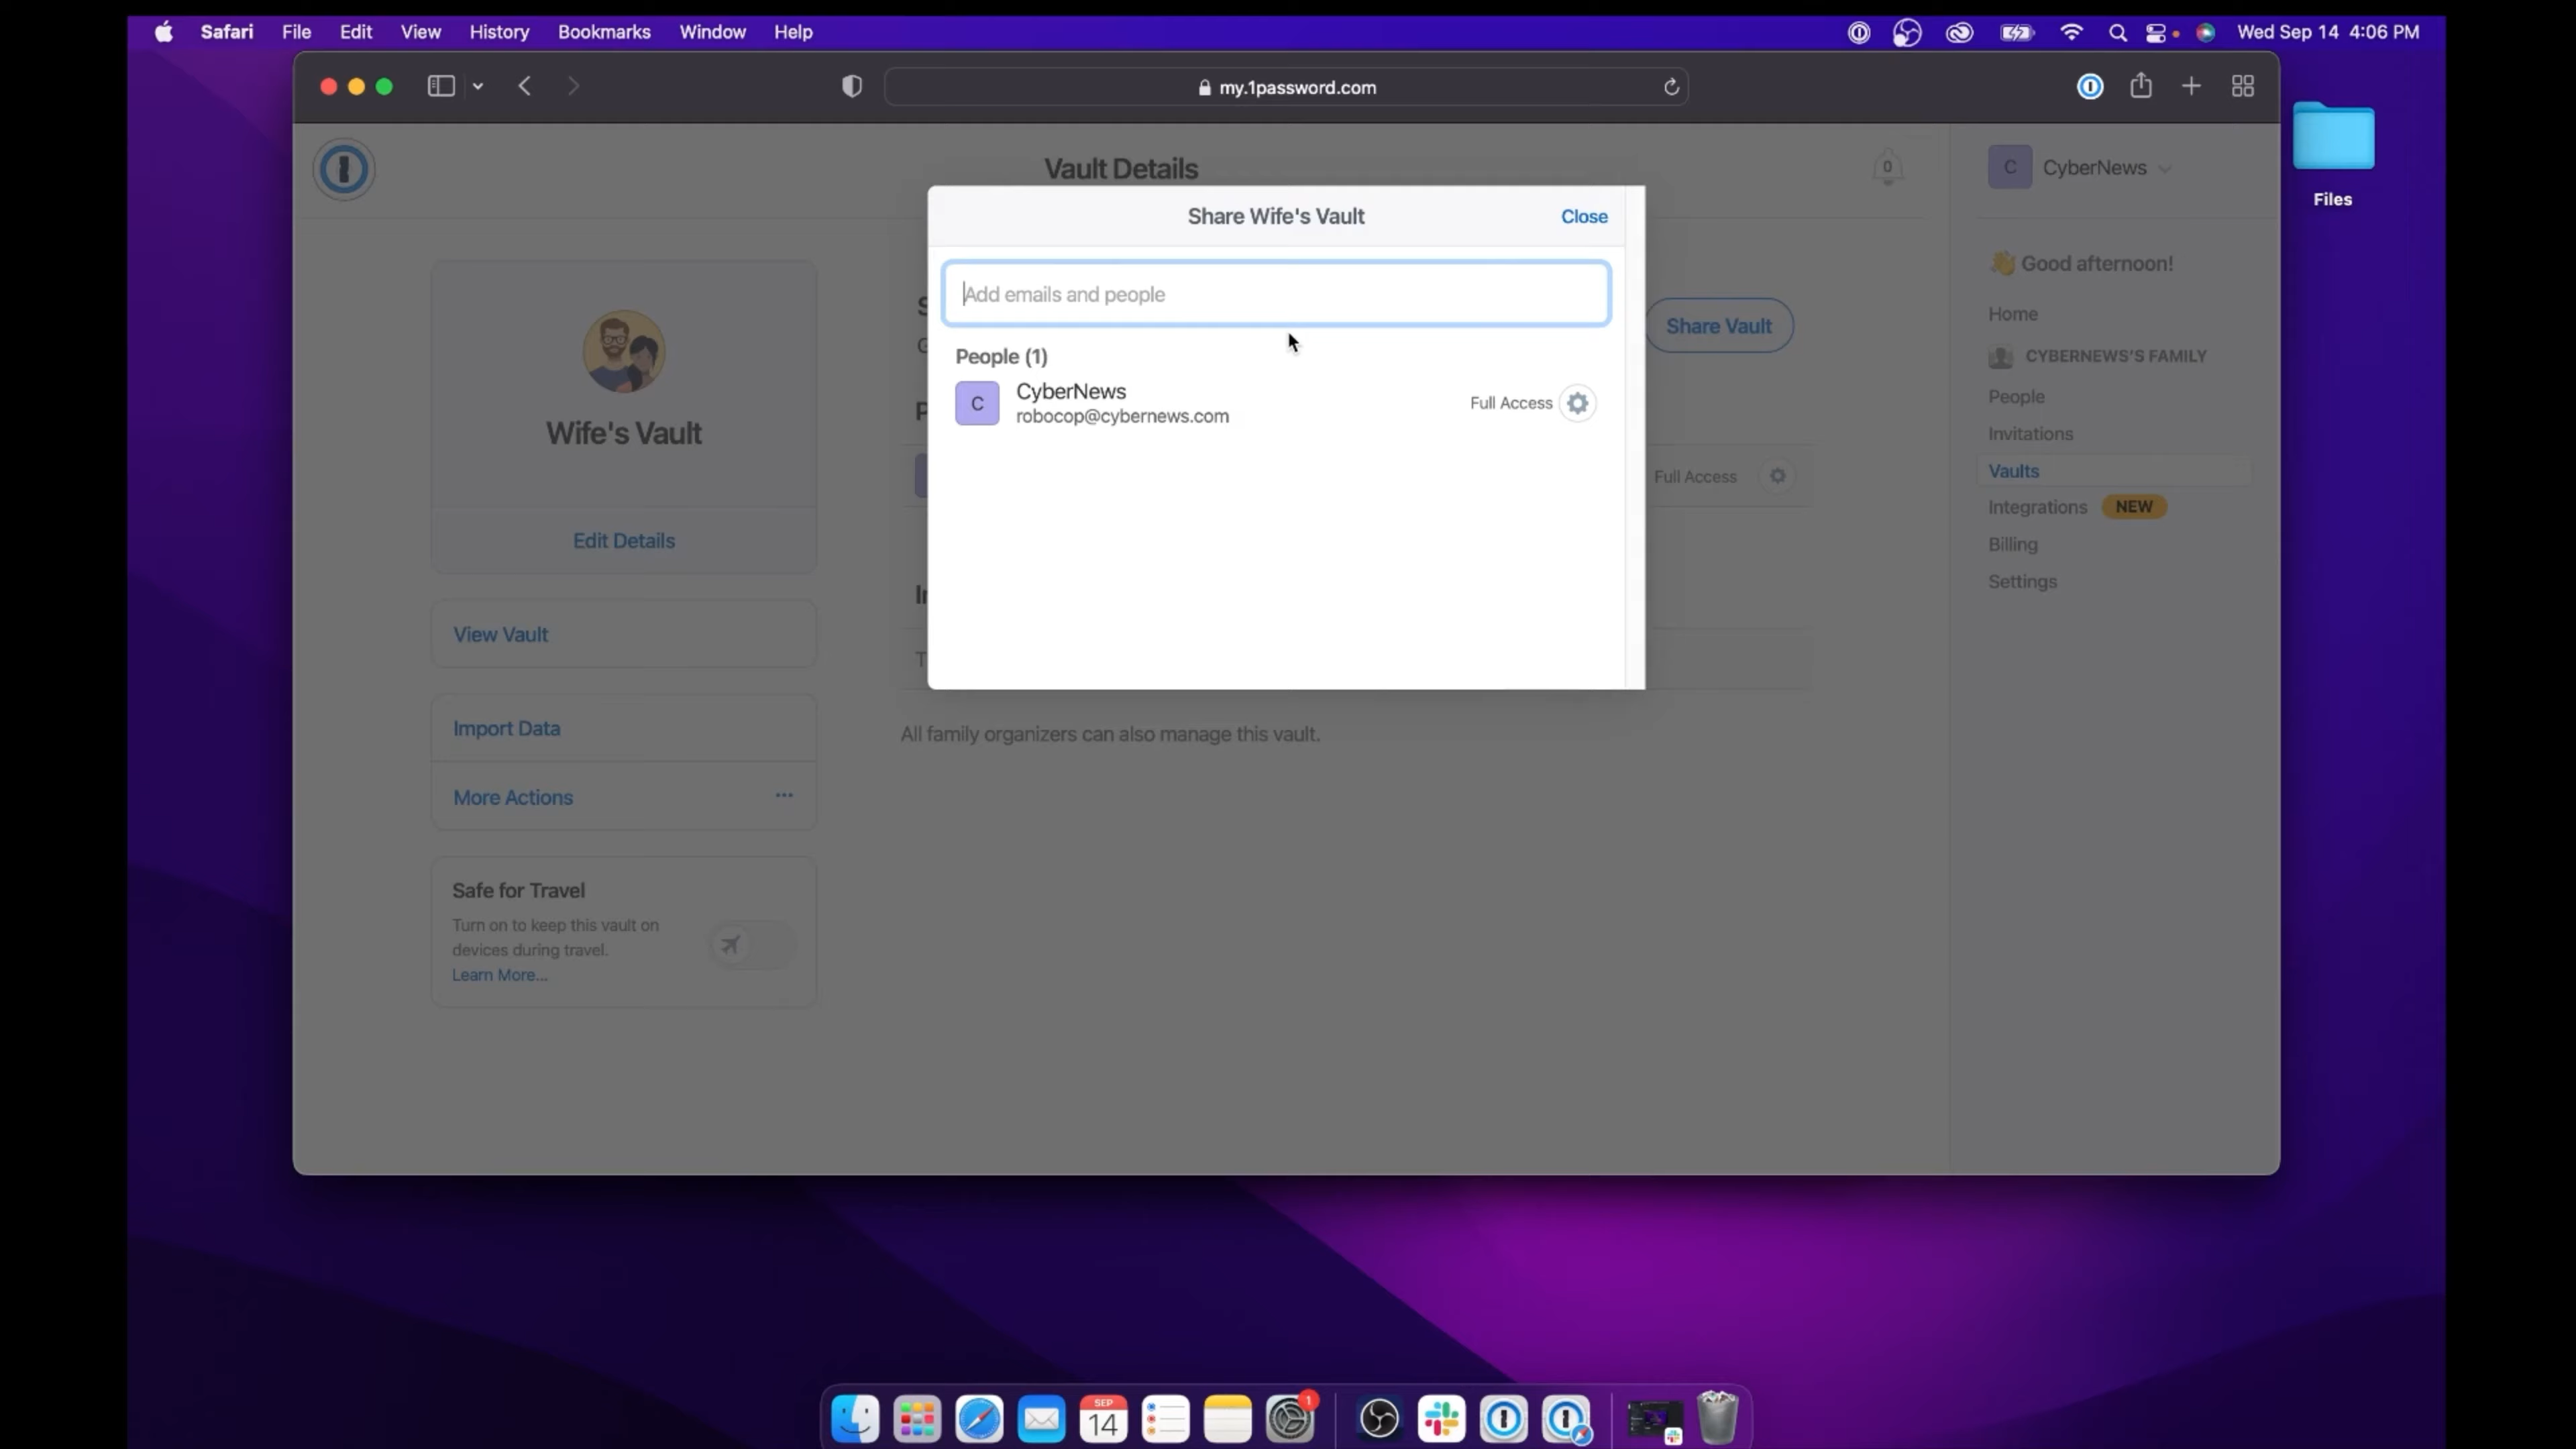 Safari File Edit View History Bookmarks Window Help Wed Sep 14 4:06 PM
my.1password.com
Files
Vault Details
0
C CyberNews
Share Wife's Vault Close
Add emails and people
People (1)
C CyberNews
robocop@cybernews.com
Full Access
Share Vault
Full Access
Wife's Vault
Edit Details
View Vault
Import Data
More Actions
Safe for Travel
Turn on to keep this vault on
devices during travel.
Learn More...
All family organizers can also manage this vault.
Good afternoon!
Home
CYBERNEWS'S FAMILY
People
Invitations
Vaults
Integrations NEW
Billing
Settings
SEP
14
1